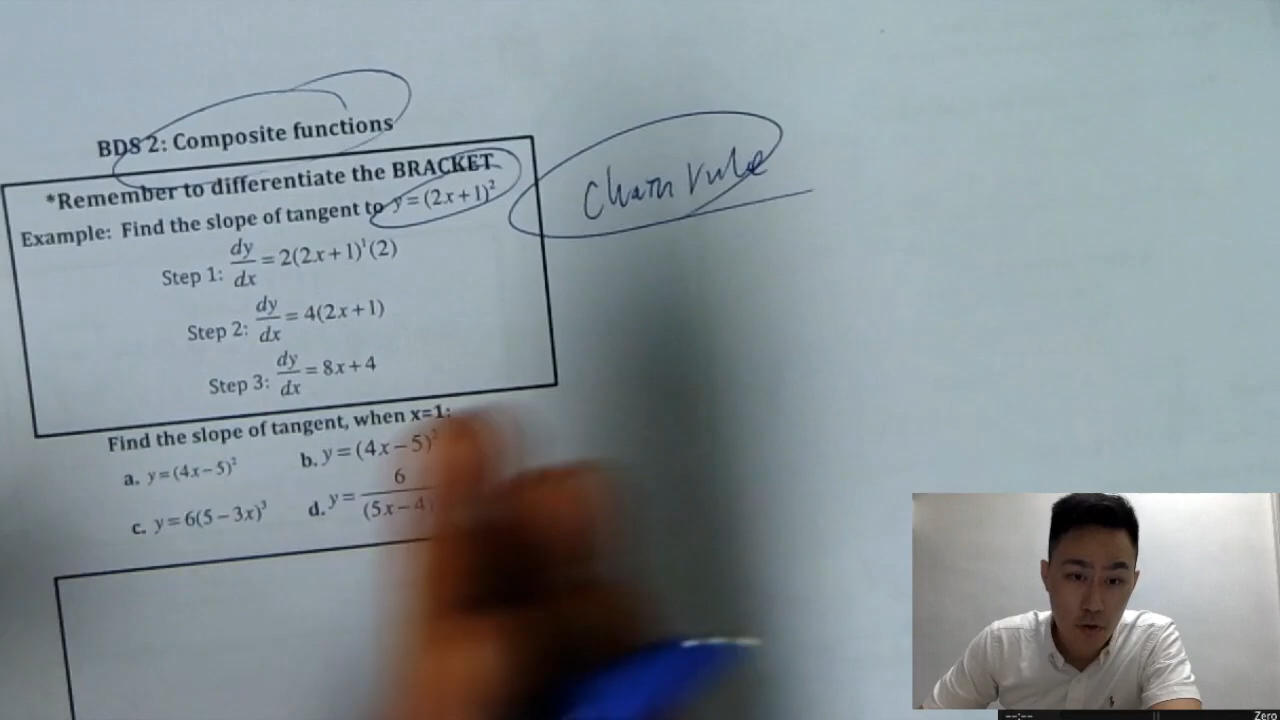 BDS 2: Composite functions
*Remember to differentiate the BRACKET
Example: Find the slope of tangent to y = (2x+1)²
Chain rule
Step 1: dy/dx = 2(2x+1)¹(2)
Step 2: dy/dx = 4(2x+1)
Step 3: dy/dx = 8x+4
Find the slope of tangent, when x=1:
a. y=(4x−5)²
b. y=(4x−5)
c. y=6(5−3x)³
d. y= 6/(5x−4)
--:--
Zero